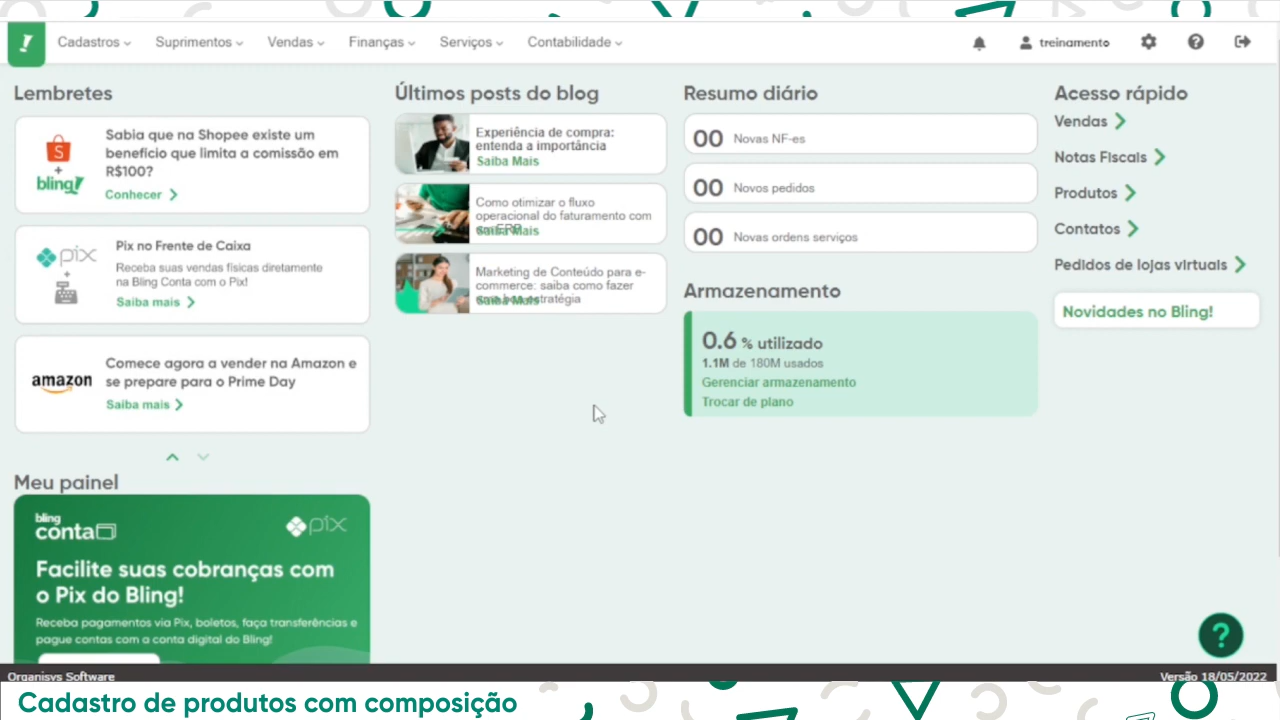 Cadastros
Suprimentos
Vendas
Finanças
Serviços
Contabilidade
treinamento
Lembretes
Sabia que na Shopee existe um
benefício que limita a comissão em
R$100?
Conhecer
S
+
bling!
pix
+
Pix no Frente de Caixa
Receba suas vendas físicas diretamente
na Bling Conta com o Pix!
Saiba mais
amazon
Comece agora a vender na Amazon e
se prepare para o Prime Day
Saiba mais
Meu painel
bling
conta
pix
Facilite suas cobranças com
o Pix do Bling!
Receba pagamentos via Pix, boletos, faça transferências e
pague contas com a conta digital do Bling!
Últimos posts do blog
Experiência de compra:
entenda a importância
Saiba Mais
Como otimizar o fluxo
operacional do faturamento com
Saiba Mais
Marketing de Conteúdo para e-
commerce: saiba como fazer
estratégia
Saiba Mais
Resumo diário
00 Novas NF-es
00 Novos pedidos
00 Novas ordens serviços
Armazenamento
0.6 % utilizado
1.1M de 180M usados
Gerenciar armazenamento
Trocar de plano
Acesso rápido
Vendas
Notas Fiscais
Produtos
Contatos
Pedidos de lojas virtuais
Novidades no Bling!
?
Organisys Software
Versão 18/05/2022
Cadastro de produtos com composição